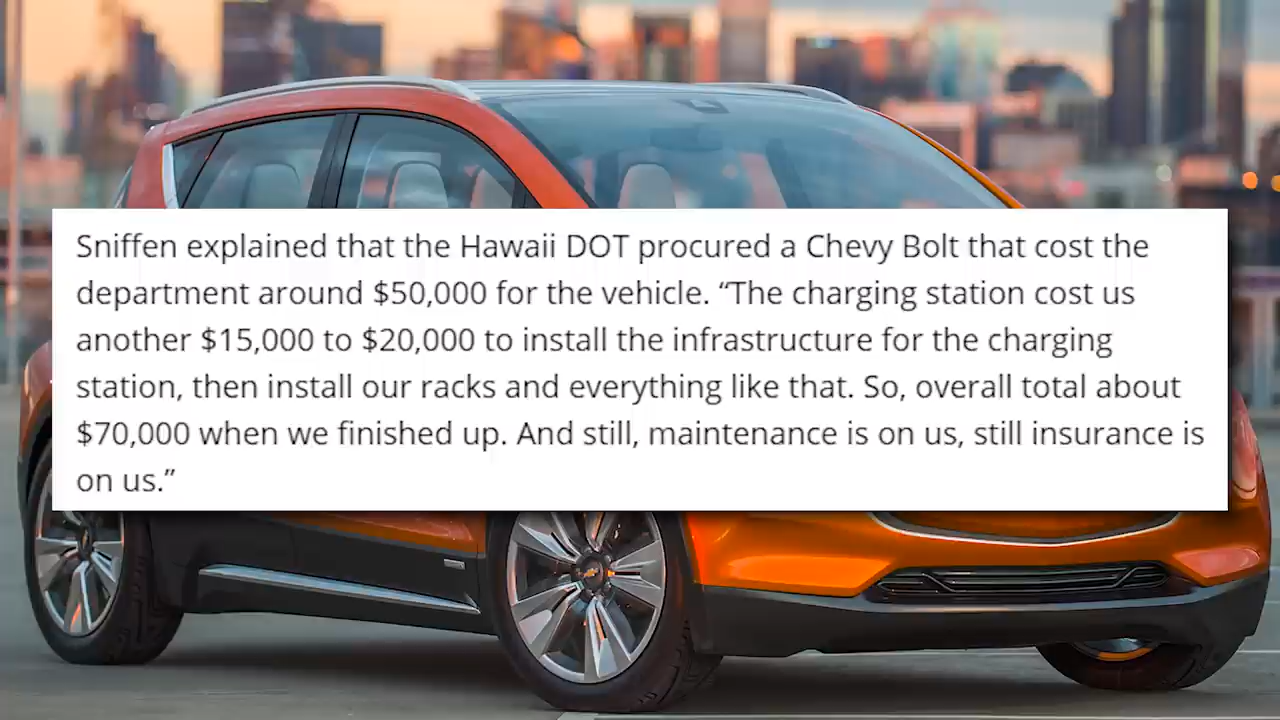 Sniffen explained that the Hawaii DOT procured a Chevy Bolt that cost the
department around $50,000 for the vehicle. “The charging station cost us
another $15,000 to $20,000 to install the infrastructure for the charging
station, then install our racks and everything like that. So, overall total about
$70,000 when we finished up. And still, maintenance is on us, still insurance is
on us.”